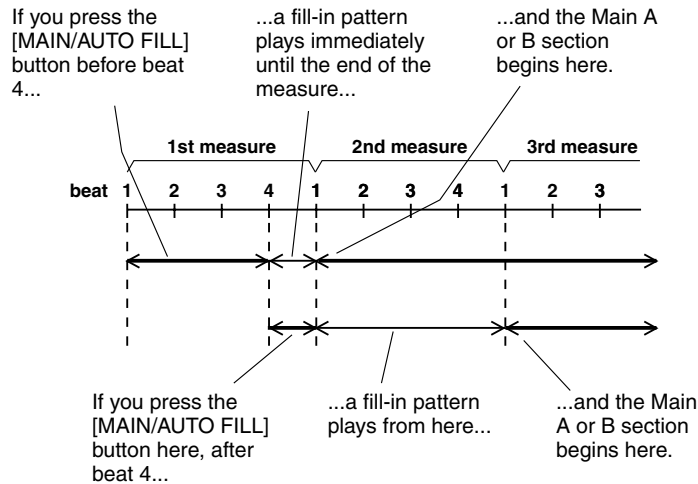 If you press the
[MAIN/AUTO FILL]
button before beat
4...
...a fill-in pattern
plays immediately
until the end of the
measure...
...and the Main A
or B section
begins here.
1st measure 2nd measure 3rd measure
beat 1 2 3 4 1 2 3 4 1 2 3
If you press the
[MAIN/AUTO FILL]
button here, after
beat 4...
...a fill-in pattern
plays from here...
...and the Main
A or B section
begins here.